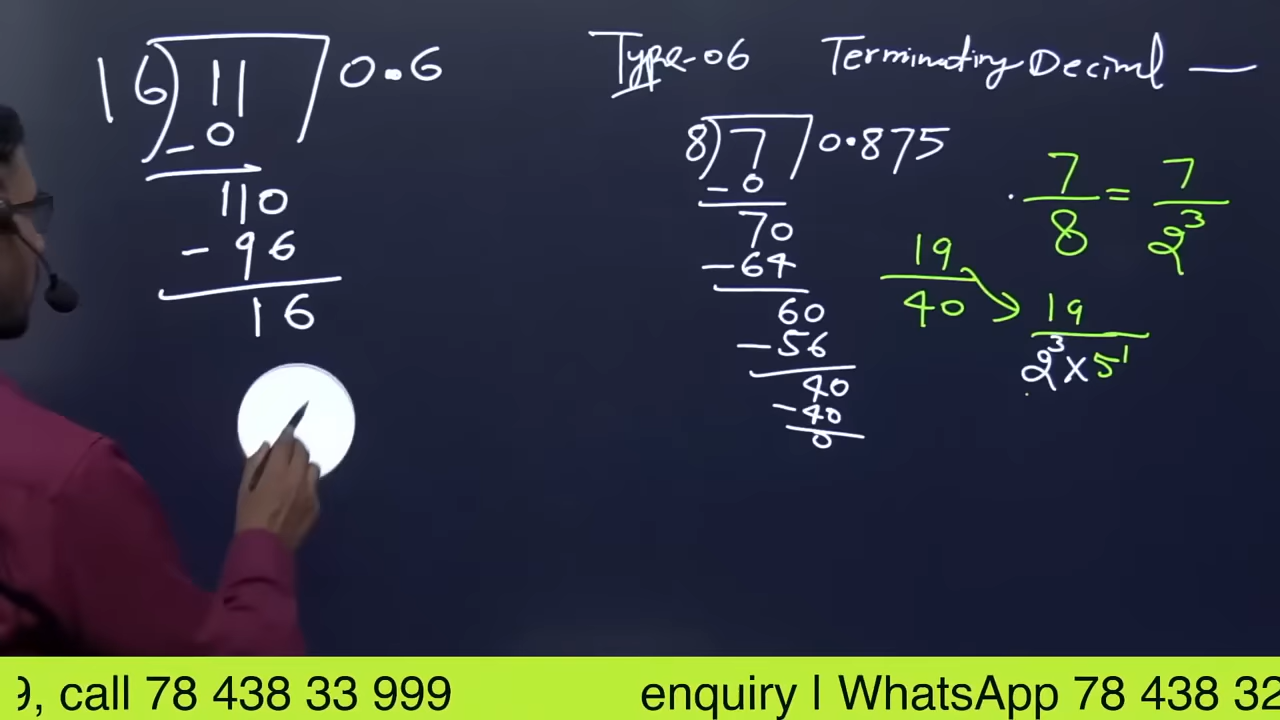 Type-06 Terminating Decimal —
16) 11 ) 0.6
- 0
110
- 96
16
8) 7 ) 0.875
- 0
70
- 64
60
- 56
40
- 40
0
7/8 = 7/2³
19/40 → 19/2³×5¹
9, call 78 438 33 999 enquiry | WhatsApp 78 438 32